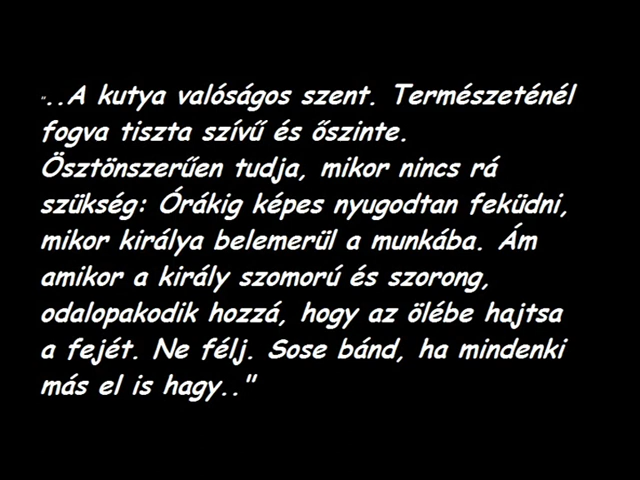 "..A kutya valóságos szent. Természeténél
fogva tiszta szívű és őszinte.
Ösztönszerűen tudja, mikor nincs rá
szükség: Órákig képes nyugodtan feküdni,
mikor királya belemerül a munkába. Ám
amikor a király szomorú és szorong,
odalopakodik hozzá, hogy az ölébe hajtsa
a fejét. Ne félj. Sose bánd, ha mindenki
más el is hagy.."